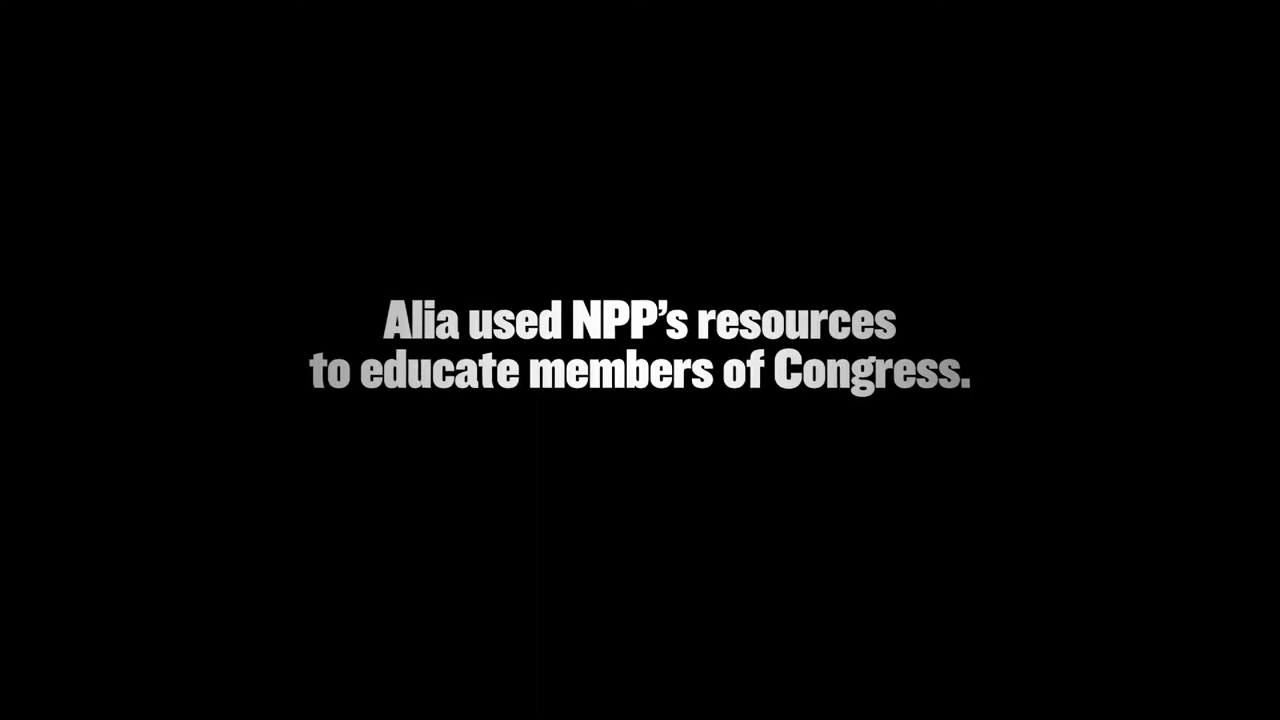 Alia used NPP’s resources
to educate members of Congress.